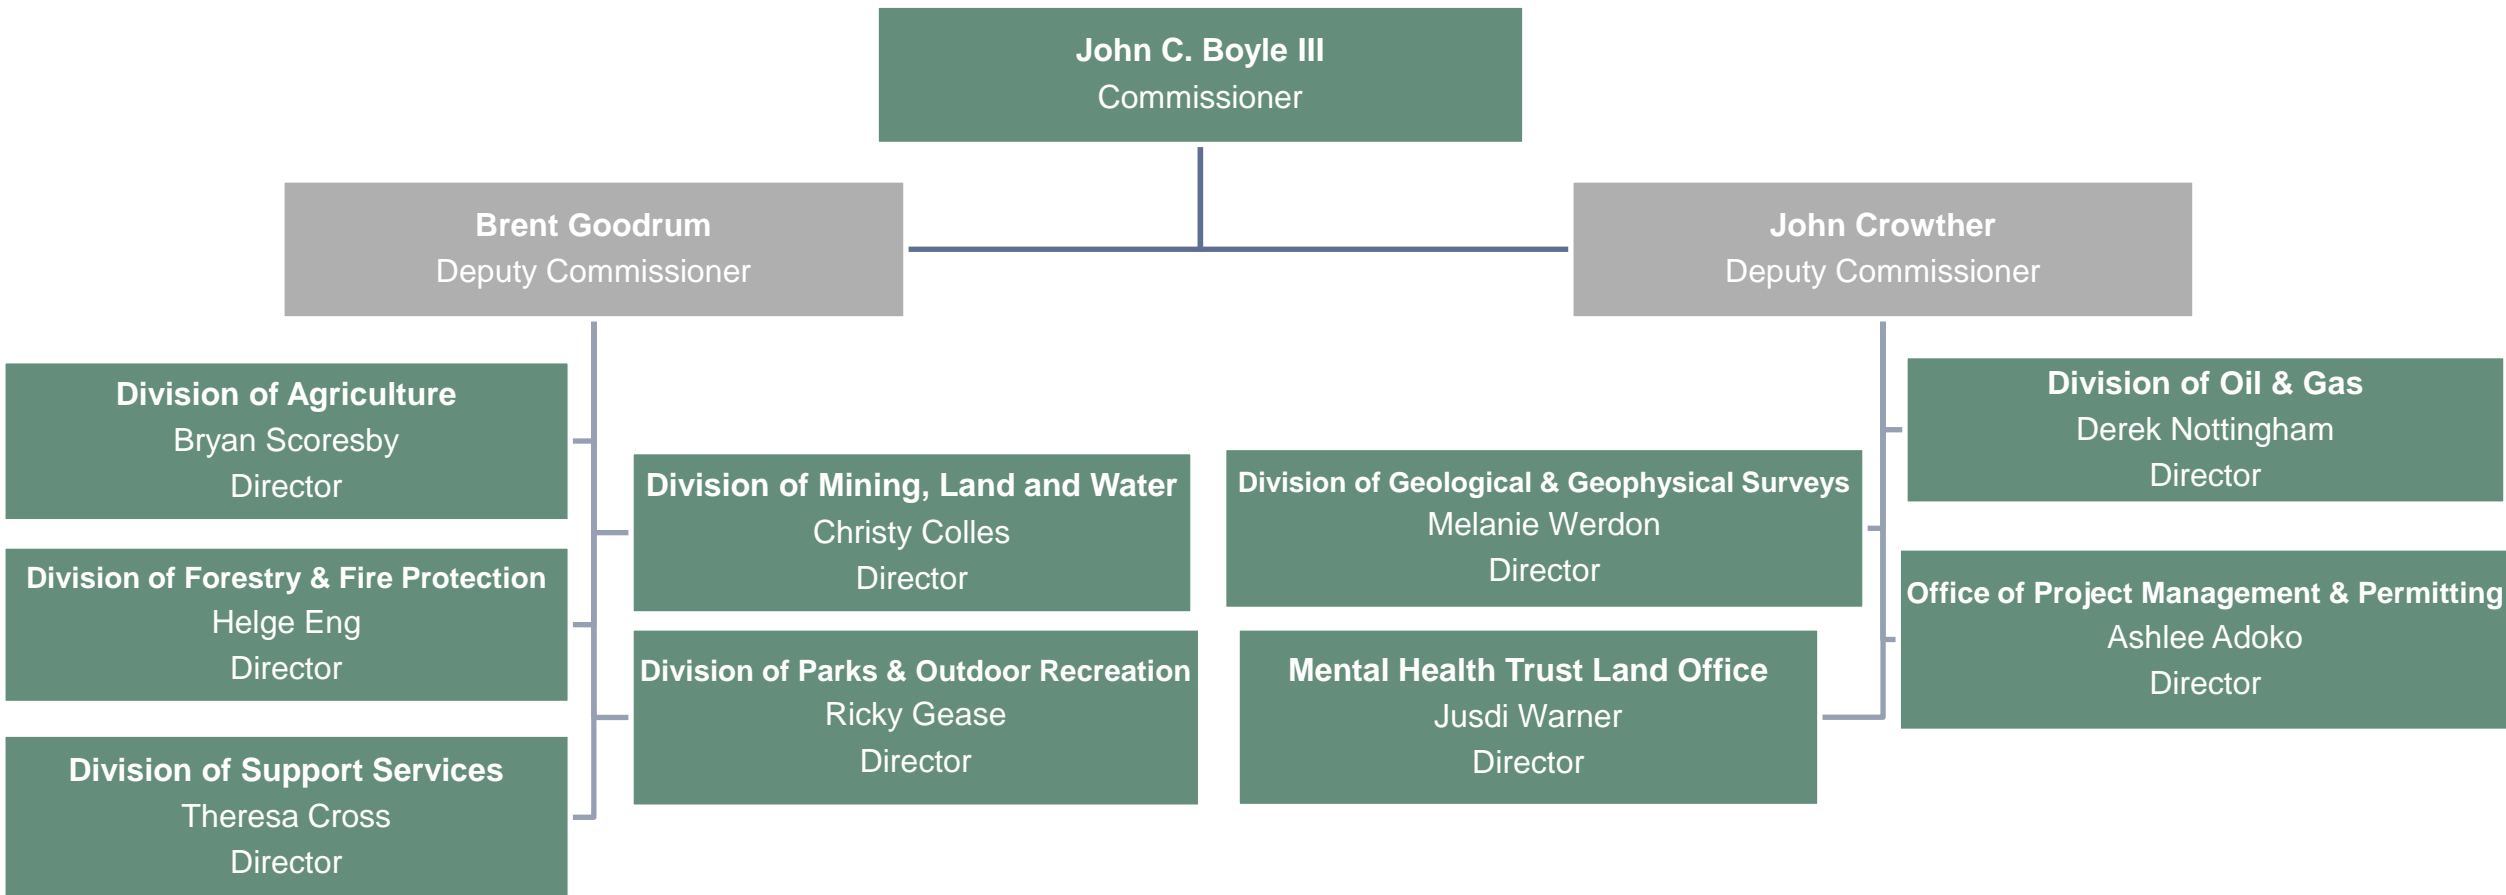 John C. Boyle III
Commissioner
Brent Goodrum
Deputy Commissioner
John Crowther
Deputy Commissioner
Division of Agriculture
Bryan Scoresby
Director
Division of Mining, Land and Water
Christy Colles
Director
Division of Forestry & Fire Protection
Helge Eng
Director
Division of Parks & Outdoor Recreation
Ricky Gease
Director
Division of Support Services
Theresa Cross
Director
Division of Oil & Gas
Derek Nottingham
Director
Division of Geological & Geophysical Surveys
Melanie Werdon
Director
Office of Project Management & Permitting
Ashlee Adoko
Director
Mental Health Trust Land Office
Jusdi Warner
Director